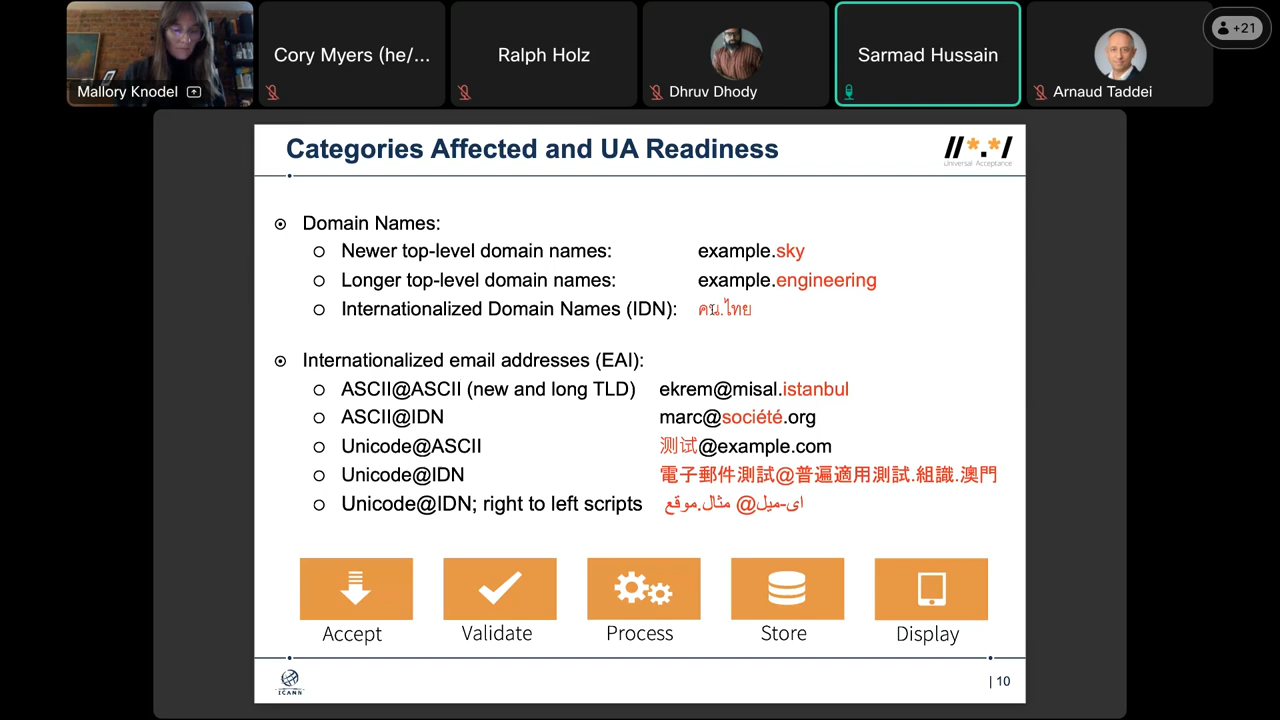 Mallory Knodel
Cory Myers (he/...
Ralph Holz
Dhruv Dhody
Sarmad Hussain
Arnaud Taddei
+21
Categories Affected and UA Readiness
//*.*/
Universal Acceptance
Domain Names:
Newer top-level domain names: example.sky
Longer top-level domain names: example.engineering
Internationalized Domain Names (IDN): คน.ไทย
Internationalized email addresses (EAI):
ASCII@ASCII (new and long TLD) ekrem@misal.istanbul
ASCII@IDN marc@société.org
Unicode@ASCII 测试@example.com
Unicode@IDN 電子郵件測試@普遍適用測試.組識.澳門
Unicode@IDN; right to left scripts ای-میل@ مثال.موقع
Accept
Validate
Process
Store
Display
ICANN
| 10